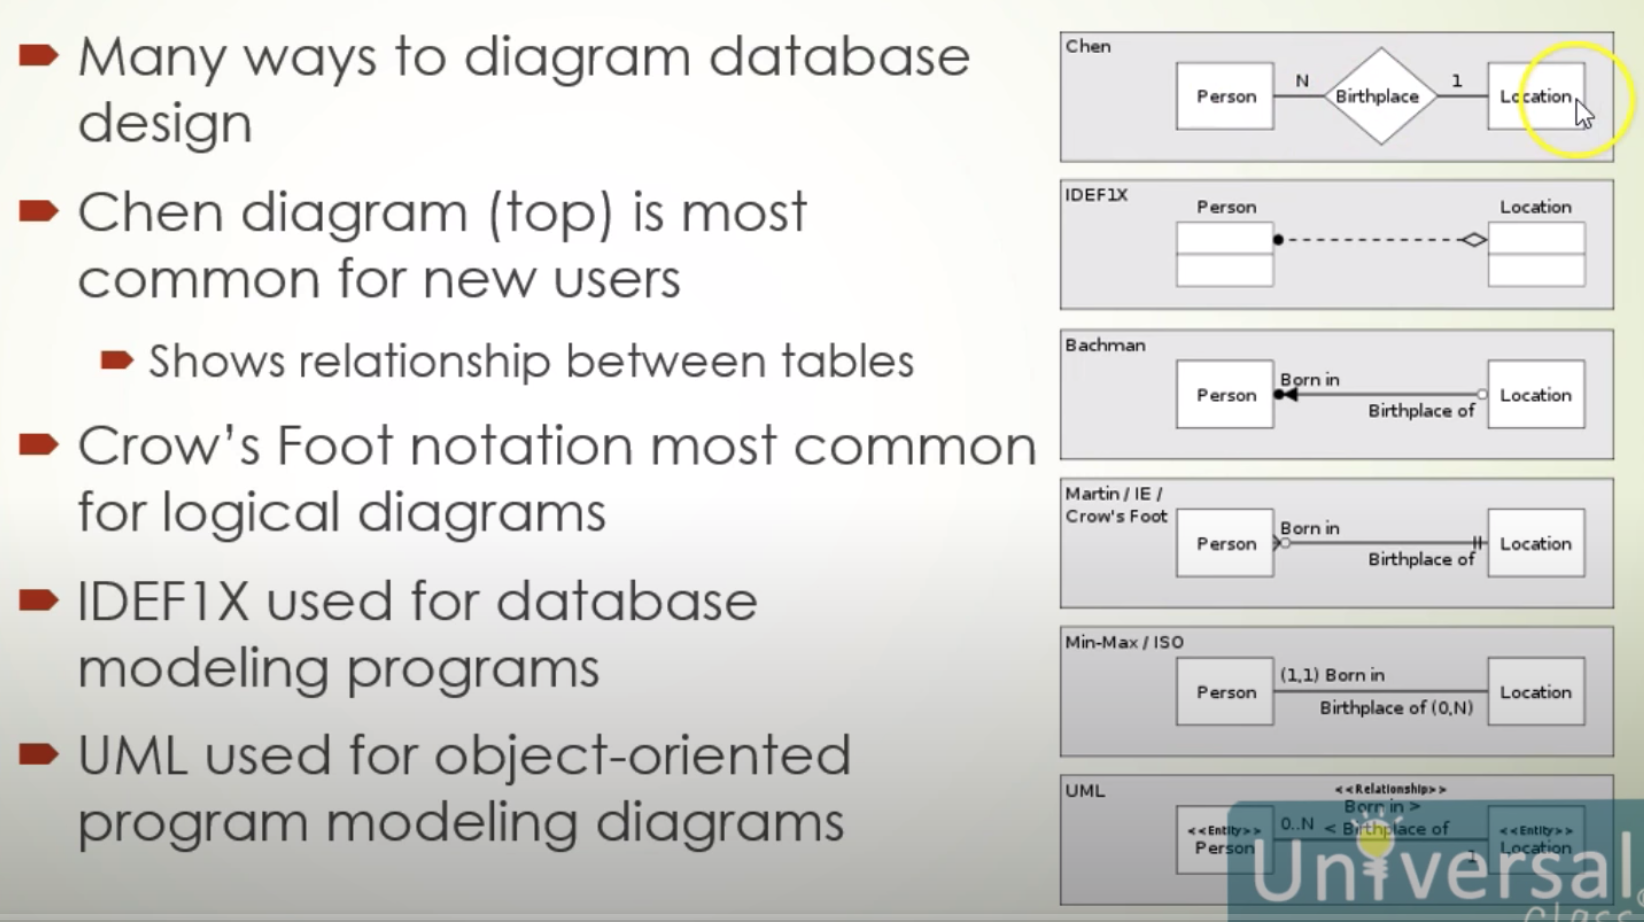 Many ways to diagram database
design
Chen diagram (top) is most
common for new users
Shows relationship between tables
Crow's Foot notation most common
for logical diagrams
IDEF1X used for database
modeling programs
UML used for object-oriented
program modeling diagrams
Chen
Person N Birthplace 1 Location
IDEF1X
Person Location
Bachman
Born in
Person Location
Birthplace of
Martin / IE /
Crow's Foot
Born in
Person Location
Birthplace of
Min-Max / ISO
(1,1) Born in
Person Location
Birthplace of (0,N)
UML
<<Relationship>>
Born in >
0..N < Birthplace of
<<Entity>> <<Entity>>
Person Location
1
Universal
Class